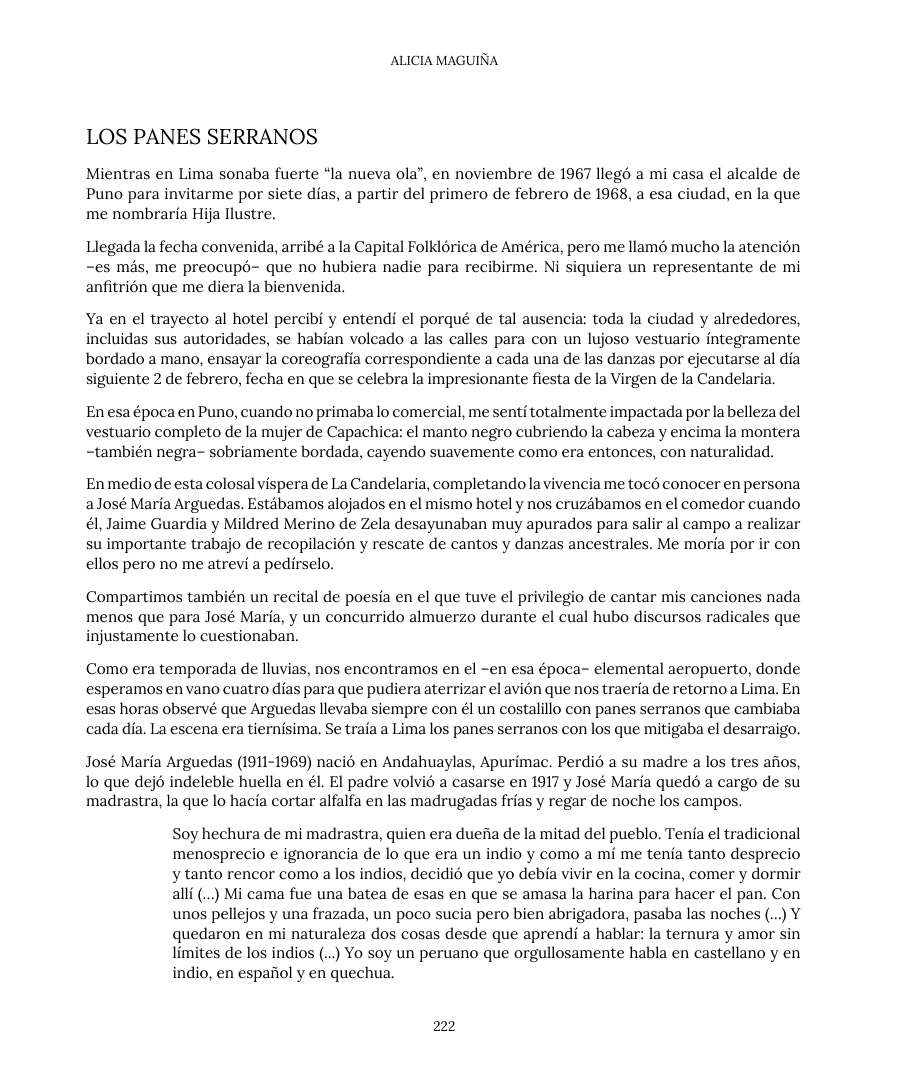 ALICIA MAGUIÑA
LOS PANES SERRANOS
Mientras en Lima sonaba fuerte “la nueva ola”, en noviembre de 1967 llegó a mi casa el alcalde de
Puno para invitarme por siete días, a partir del primero de febrero de 1968, a esa ciudad, en la que
me nombraría Hija Ilustre.
Llegada la fecha convenida, arribé a la Capital Folklórica de América, pero me llamó mucho la atención
–es más, me preocupó– que no hubiera nadie para recibirme. Ni siquiera un representante de mi
anfitrión que me diera la bienvenida.
Ya en el trayecto al hotel percibí y entendí el porqué de tal ausencia: toda la ciudad y alrededores,
incluidas sus autoridades, se habían volcado a las calles para con un lujoso vestuario íntegramente
bordado a mano, ensayar la coreografía correspondiente a cada una de las danzas por ejecutarse al día
siguiente 2 de febrero, fecha en que se celebra la impresionante fiesta de la Virgen de la Candelaria.
En esa época en Puno, cuando no primaba lo comercial, me sentí totalmente impactada por la belleza del
vestuario completo de la mujer de Capachica: el manto negro cubriendo la cabeza y encima la montera
–también negra– sobriamente bordada, cayendo suavemente como era entonces, con naturalidad.
En medio de esta colosal víspera de La Candelaria, completando la vivencia me tocó conocer en persona
a José María Arguedas. Estábamos alojados en el mismo hotel y nos cruzábamos en el comedor cuando
él, Jaime Guardia y Mildred Merino de Zela desayunaban muy apurados para salir al campo a realizar
su importante trabajo de recopilación y rescate de cantos y danzas ancestrales. Me moría por ir con
ellos pero no me atreví a pedírselo.
Compartimos también un recital de poesía en el que tuve el privilegio de cantar mis canciones nada
menos que para José María, y un concurrido almuerzo durante el cual hubo discursos radicales que
injustamente lo cuestionaban.
Como era temporada de lluvias, nos encontramos en el –en esa época– elemental aeropuerto, donde
esperamos en vano cuatro días para que pudiera aterrizar el avión que nos traería de retorno a Lima. En
esas horas observé que Arguedas llevaba siempre con él un costalillo con panes serranos que cambiaba
cada día. La escena era tiernísima. Se traía a Lima los panes serranos con los que mitigaba el desarraigo.
José María Arguedas (1911-1969) nació en Andahuaylas, Apurímac. Perdió a su madre a los tres años,
lo que dejó indeleble huella en él. El padre volvió a casarse en 1917 y José María quedó a cargo de su
madrastra, la que lo hacía cortar alfalfa en las madrugadas frías y regar de noche los campos.
Soy hechura de mi madrastra, quien era dueña de la mitad del pueblo. Tenía el tradicional
menosprecio e ignorancia de lo que era un indio y como a mí me tenía tanto desprecio
y tanto rencor como a los indios, decidió que yo debía vivir en la cocina, comer y dormir
allí (…) Mi cama fue una batea de esas en que se amasa la harina para hacer el pan. Con
unos pellejos y una frazada, un poco sucia pero bien abrigadora, pasaba las noches (…) Y
quedaron en mi naturaleza dos cosas desde que aprendí a hablar: la ternura y amor sin
límites de los indios (...) Yo soy un peruano que orgullosamente habla en castellano y en
indio, en español y en quechua.
222